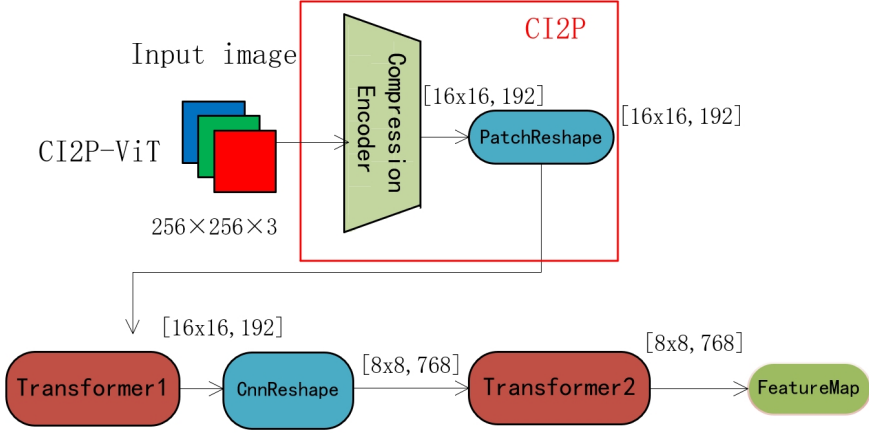 CI2P
Input image
Compression
Encoder
[16x16,192]
PatchReshape
[16x16,192]
CI2P-ViT
256×256×3
[16x16,192]
[8x8,768]
[8x8,768]
Transformer1
CnnReshape
Transformer2
FeatureMap